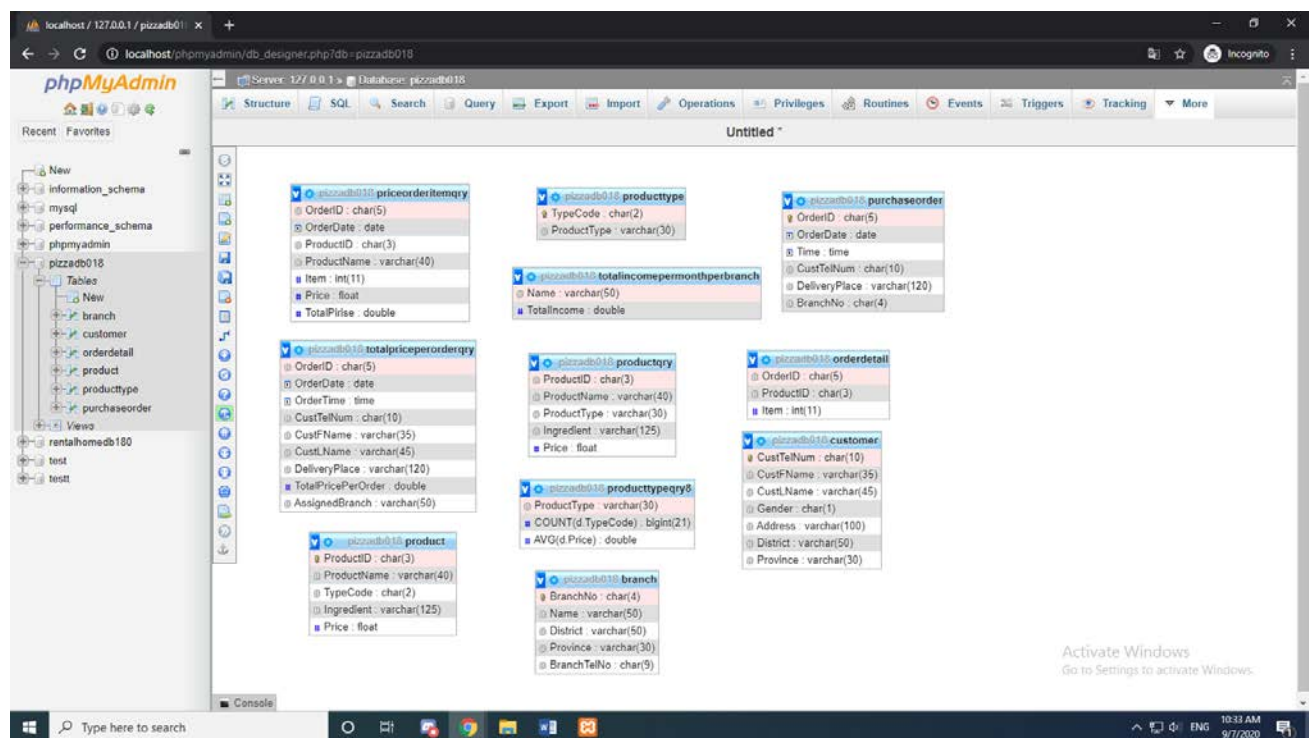 localhost / 127.0.0.1 / pizzadb01
localhost/phpmyadmin/db_designer.php?db=pizzadb018
Incognito
phpMyAdmin
Recent Favorites
New
information_schema
mysql
performance_schema
phpmyadmin
pizzadb018
Tables
New
branch
customer
orderdetail
product
producttype
purchaseorder
Views
rentalhomedb180
test
testt
Server: 127.0.0.1 » Database: pizzadb018
Structure SQL Search Query Export Import Operations Privileges Routines Events Triggers Tracking More
Untitled *
pizzadb018 priceorderitemqry
OrderID : char(5)
OrderDate : date
ProductID : char(3)
ProductName : varchar(40)
Item : int(11)
Price : float
TotalPirise : double
pizzadb018 producttype
TypeCode : char(2)
ProductType : varchar(30)
pizzadb018 purchaseorder
OrderID : char(5)
OrderDate : date
Time : time
CustTelNum : char(10)
DeliveryPlace : varchar(120)
BranchNo : char(4)
pizzadb018 totalincomepermonthperbranch
Name : varchar(50)
TotalIncome : double
pizzadb018 totalpriceperorderqry
OrderID : char(5)
OrderDate : date
OrderTime : time
CustTelNum : char(10)
CustFName : varchar(35)
CustLName : varchar(45)
DeliveryPlace : varchar(120)
TotalPricePerOrder : double
AssignedBranch : varchar(50)
pizzadb018 productqry
ProductID : char(3)
ProductName : varchar(40)
ProductType : varchar(30)
Ingredient : varchar(125)
Price : float
pizzadb018 orderdetail
OrderID : char(5)
ProductID : char(3)
Item : int(11)
pizzadb018 customer
CustTelNum : char(10)
CustFName : varchar(35)
CustLName : varchar(45)
Gender : char(1)
Address : varchar(100)
District : varchar(50)
Province : varchar(30)
pizzadb018 producttypeqry8
ProductType : varchar(30)
COUNT(d.TypeCode) : bigint(21)
AVG(d.Price) : double
pizzadb018 product
ProductID : char(3)
ProductName : varchar(40)
TypeCode : char(2)
Ingredient : varchar(125)
Price : float
pizzadb018 branch
BranchNo : char(4)
Name : varchar(50)
District : varchar(50)
Province : varchar(30)
BranchTelNo : char(9)
Activate Windows
Go to Settings to activate Windows.
Console
Type here to search
ENG
10:33 AM
9/7/2020